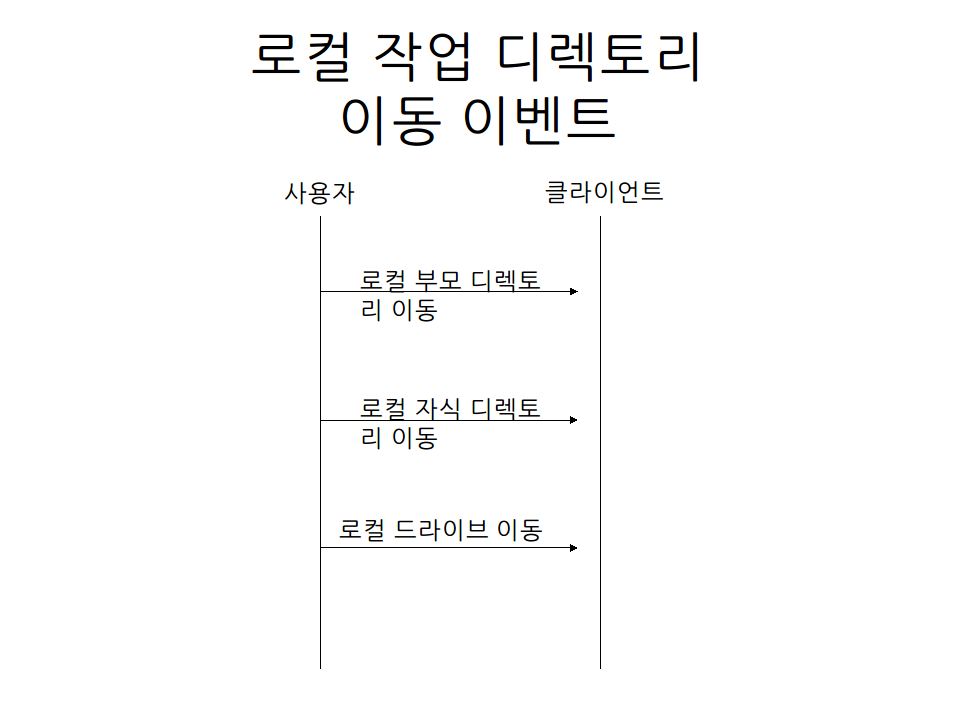 로컬 작업 디렉토리
이동 이벤트
사용자
클라이언트
로컬 부모 디렉토
리 이동
로컬 자식 디렉토
리 이동
로컬 드라이브 이동